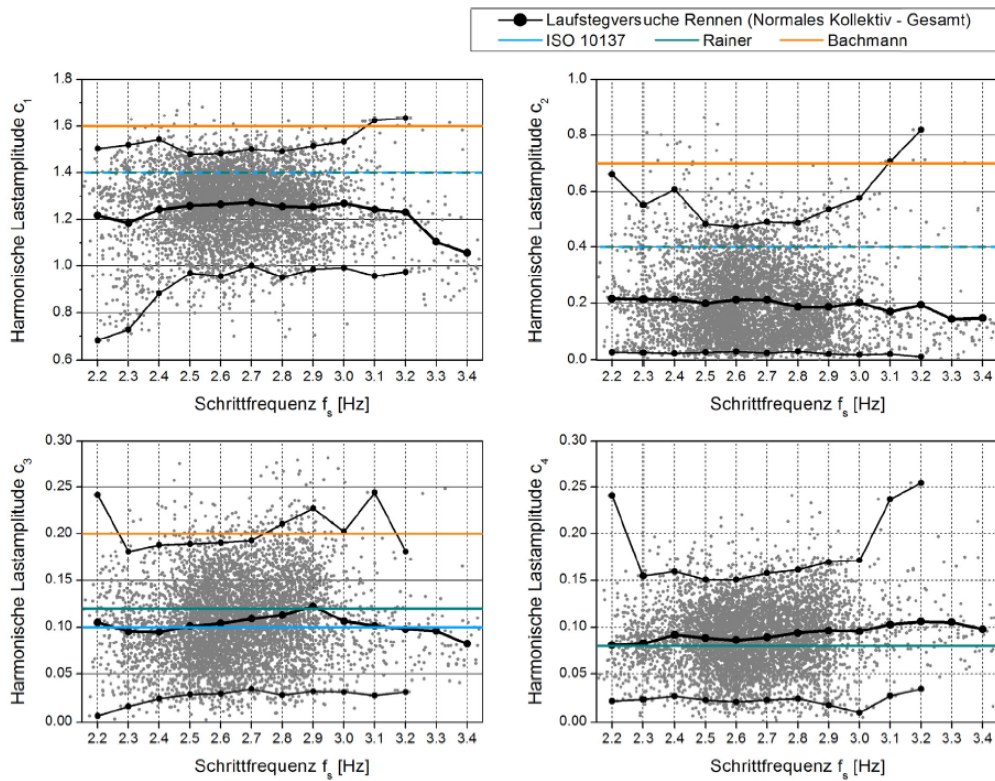 Laufstegversuche Rennen (Normales Kollektiv - Gesamt)
ISO 10137 Rainer Bachmann
Harmonische Lastamplitude c1
1.8
1.6
1.4
1.2
1.0
0.8
0.6
2.2 2.3 2.4 2.5 2.6 2.7 2.8 2.9 3.0 3.1 3.2 3.3 3.4
Schrittfrequenz fs [Hz]
Harmonische Lastamplitude c2
1.0
0.8
0.6
0.4
0.2
0.0
2.2 2.3 2.4 2.5 2.6 2.7 2.8 2.9 3.0 3.1 3.2 3.3 3.4
Schrittfrequenz fs [Hz]
Harmonische Lastamplitude c3
0.30
0.25
0.20
0.15
0.10
0.05
0.00
2.2 2.3 2.4 2.5 2.6 2.7 2.8 2.9 3.0 3.1 3.2 3.3 3.4
Schrittfrequenz fs [Hz]
Harmonische Lastamplitude c4
0.30
0.25
0.20
0.15
0.10
0.05
0.00
2.2 2.3 2.4 2.5 2.6 2.7 2.8 2.9 3.0 3.1 3.2 3.3 3.4
Schrittfrequenz fs [Hz]